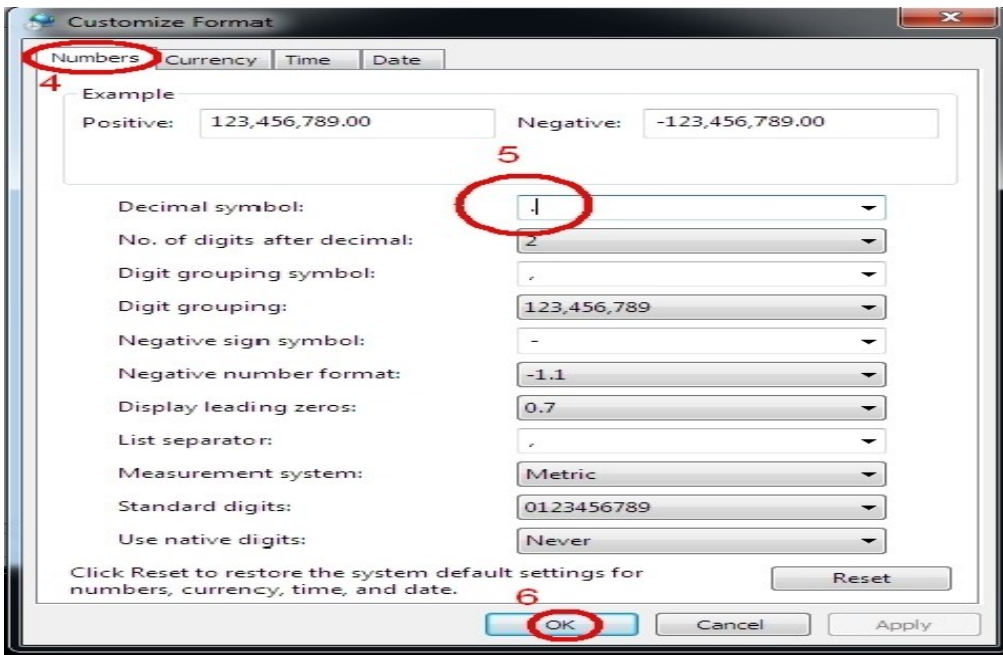 Customize Format
Numbers Currency Time Date
4
Example
Positive: 123,456,789.00 Negative: -123,456,789.00
5
Decimal symbol: .
No. of digits after decimal: 2
Digit grouping symbol: ,
Digit grouping: 123,456,789
Negative sign symbol: -
Negative number format: -1.1
Display leading zeros: 0.7
List separator: ,
Measurement system: Metric
Standard digits: 0123456789
Use native digits: Never
Click Reset to restore the system default settings for
numbers, currency, time, and date.
Reset
6
OK Cancel Apply